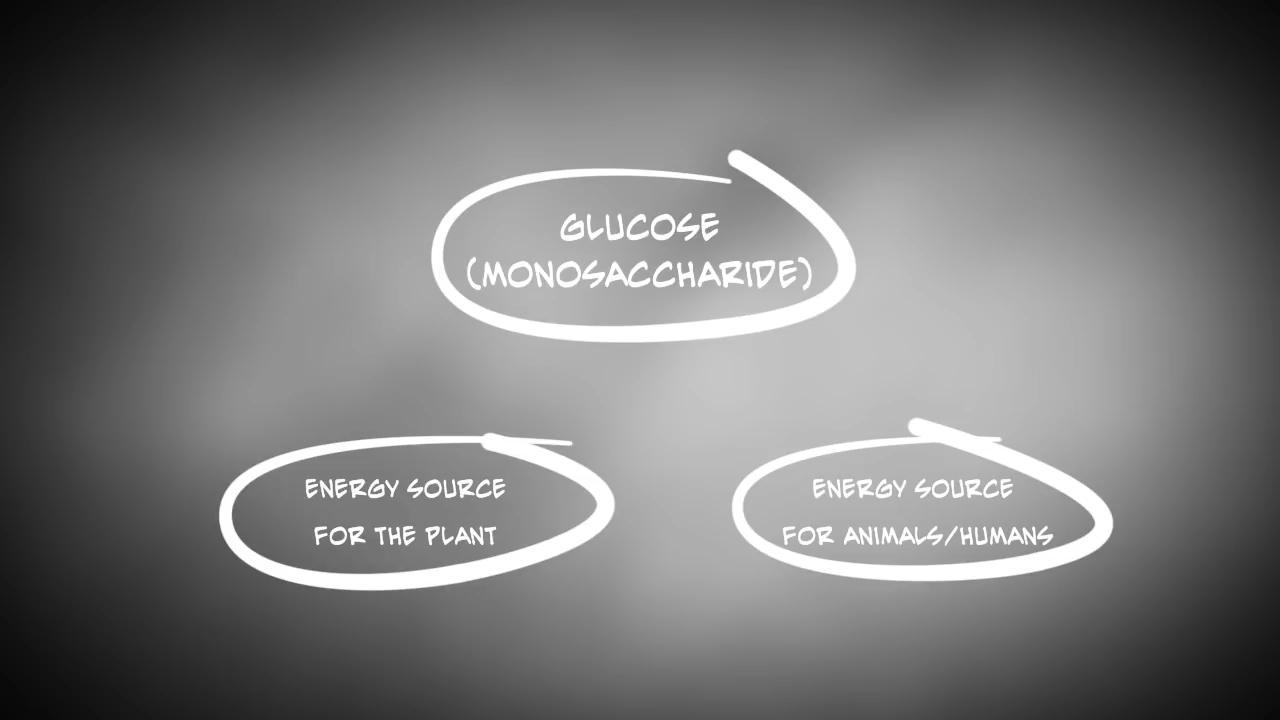 GLUCOSE
(MONOSACCHARIDE)
ENERGY SOURCE
FOR THE PLANT
ENERGY SOURCE
FOR ANIMALS/HUMANS